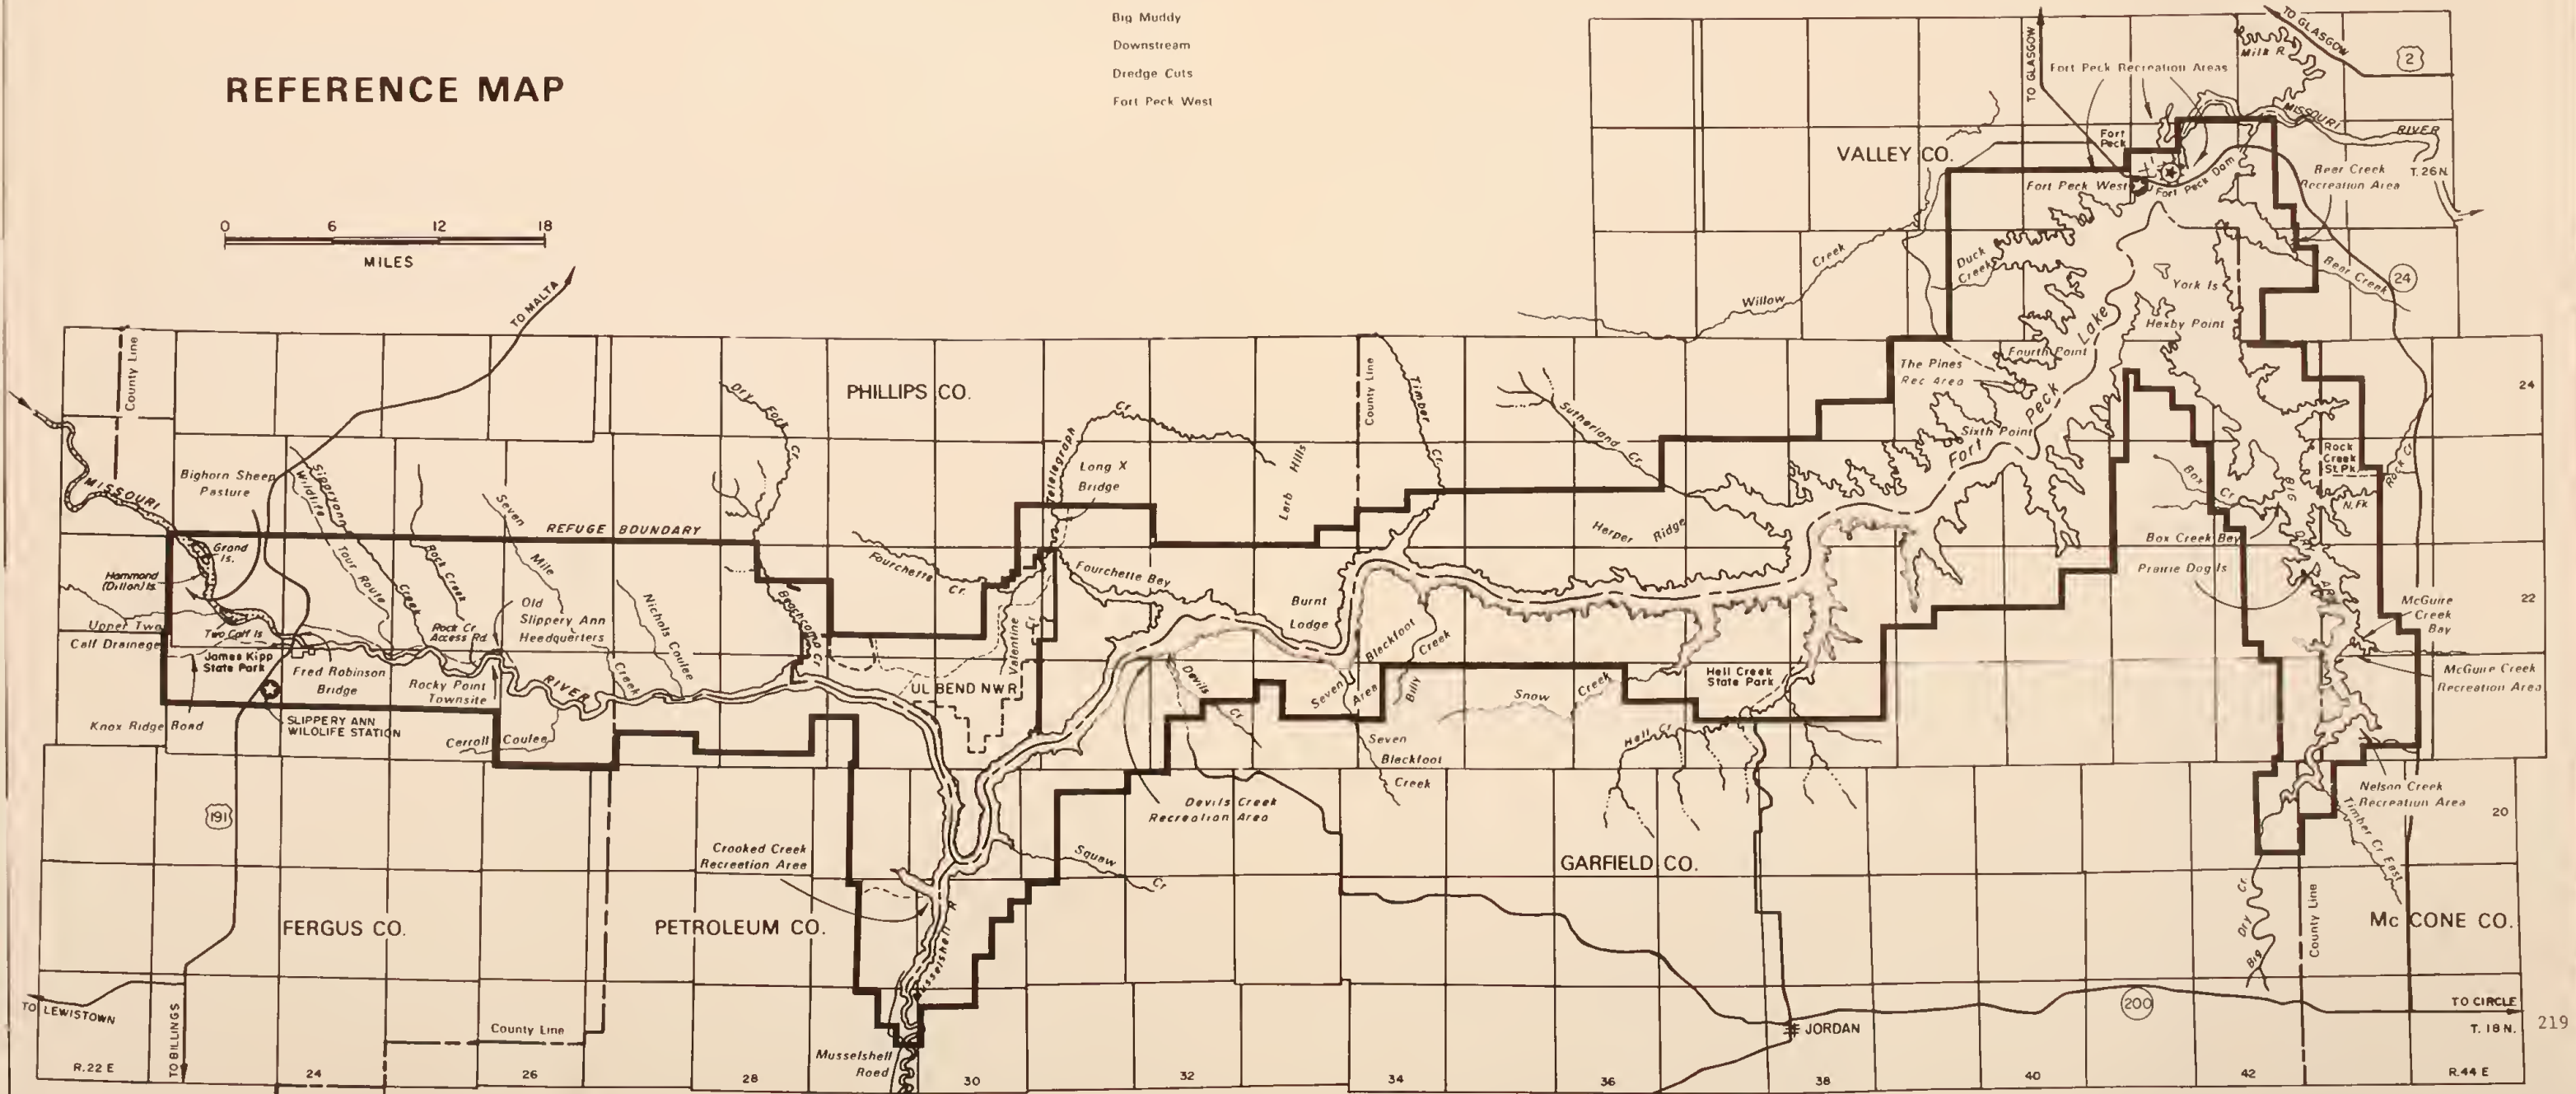 Big Muddy
Downstream
Dredge Cuts
Fort Peck West
REFERENCE MAP
0 6 12 18
MILES
TO GLASGOW
TO GLASGOW
Milk R.
2
Fort Peck Recreation Areas
MISSOURI
RIVER
VALLEY CO.
Fort
Peck
Fort Peck West
Fort Peck Dam
Bear Creek
Recreation Area
T. 26 N.
Creek
Willow
Duck
Creek
York Is
Bear Creek
24
Hexby Point
Lake
Fourth Point
The Pines
Rec Area
Peck
Sixth Point
Fort
TO MALTA
County Line
PHILLIPS CO.
Dry Fork
Cr.
Cr
Telegraph
Long X
Bridge
Larb Hills
County Line
Timber
Cr.
Sutherland
Cr.
24
Rock
Creek
St. Pk.
Rock Cr
Box Cr
BIG
DRY
ARM
N. Fk
Bighorn Sheep
Pasture
MISSOURI
Slippryann
Wildlife
Tour Route
Creek
Rock Creek
Seven
Mile
Creek
REFUGE BOUNDARY
Grand
Is.
Hammond
(Dillon) Is.
Fourchette
Cr.
Fourchette Bay
Harper Ridge
Box Creek Bay
Prairie Dog Is
Upper Two
Calf Drainage
Two Calf Is
James Kipp
State Park
Fred Robinson
Bridge
Rock Cr
Access Rd
Old
Slippery Ann
Headquarters
Nichols Coulee
Beachcomb Cr
Valentine
Cr
UL BEND NWR
Burnt
Lodge
Blackfoot
Seven
Area
Creek
Billy
McGuire
Creek
Bay
22
McGuire Creek
Recreation Area
Rocky Point
Townsite
RIVER
Knox Ridge Road
SLIPPERY ANN
WILDLIFE STATION
Carroll Coulee
Devils
Cr
Snow Creek
Hell Creek
State Park
Hell Cr
Seven
Blackfoot
Creek
191
Devils Creek
Recreation Area
Nelson Creek
Recreation Area
Timber Cr. East
20
Crooked Creek
Recreation Area
Squaw
Cr
R
Musselshell
FERGUS CO.
PETROLEUM CO.
GARFIELD CO.
Big Dry Cr.
County Line
Mc CONE CO.
TO LEWISTOWN
TO BILLINGS
County Line
Musselshell
Road
JORDAN
200
TO CIRCLE
T. 18 N.
219
R. 22 E
24
26
28
30
32
34
36
38
40
42
R. 44 E